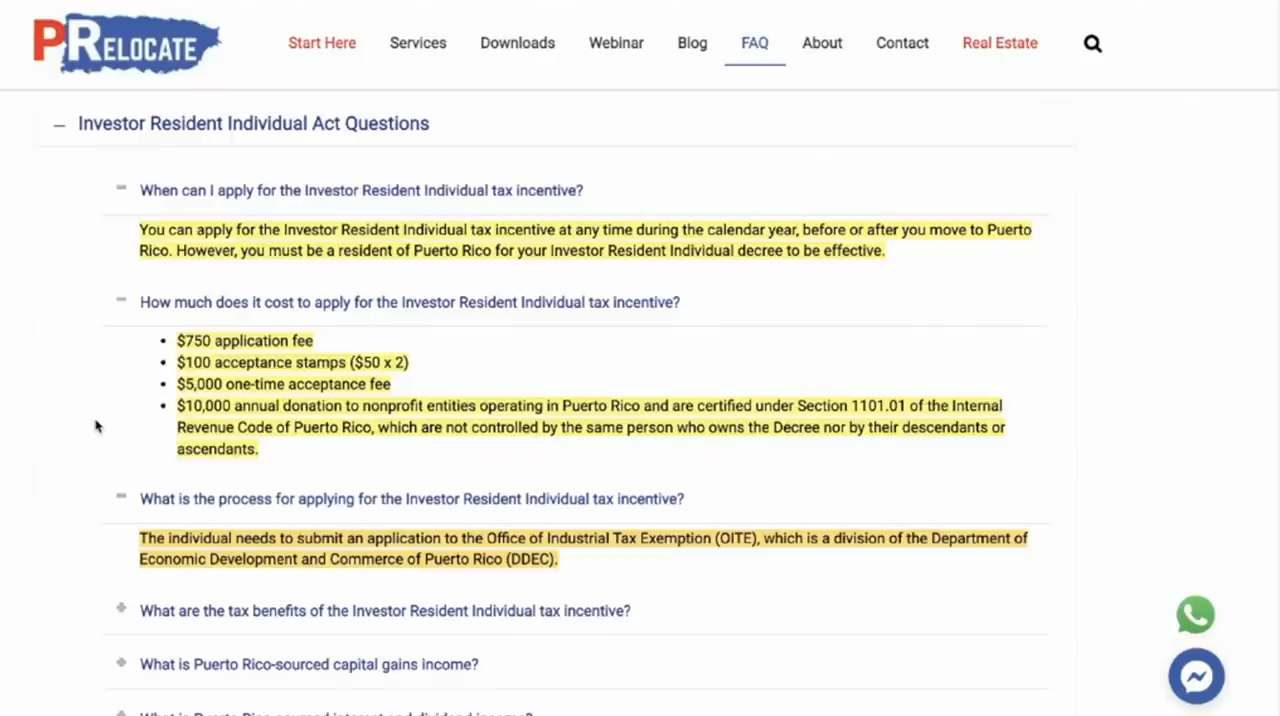 PRELOCATE
Start Here Services Downloads Webinar Blog FAQ About Contact Real Estate
Investor Resident Individual Act Questions
When can I apply for the Investor Resident Individual tax incentive?
You can apply for the Investor Resident Individual tax incentive at any time during the calendar year, before or after you move to Puerto
Rico. However, you must be a resident of Puerto Rico for your Investor Resident Individual decree to be effective.
How much does it cost to apply for the Investor Resident Individual tax incentive?
• $750 application fee
• $100 acceptance stamps ($50 x 2)
• $5,000 one-time acceptance fee
• $10,000 annual donation to nonprofit entities operating in Puerto Rico and are certified under Section 1101.01 of the Internal
Revenue Code of Puerto Rico, which are not controlled by the same person who owns the Decree nor by their descendants or
ascendants.
What is the process for applying for the Investor Resident Individual tax incentive?
The individual needs to submit an application to the Office of Industrial Tax Exemption (OITE), which is a division of the Department of
Economic Development and Commerce of Puerto Rico (DDEC).
What are the tax benefits of the Investor Resident Individual tax incentive?
What is Puerto Rico-sourced capital gains income?
What is Puerto Rico-sourced interest and dividend income?